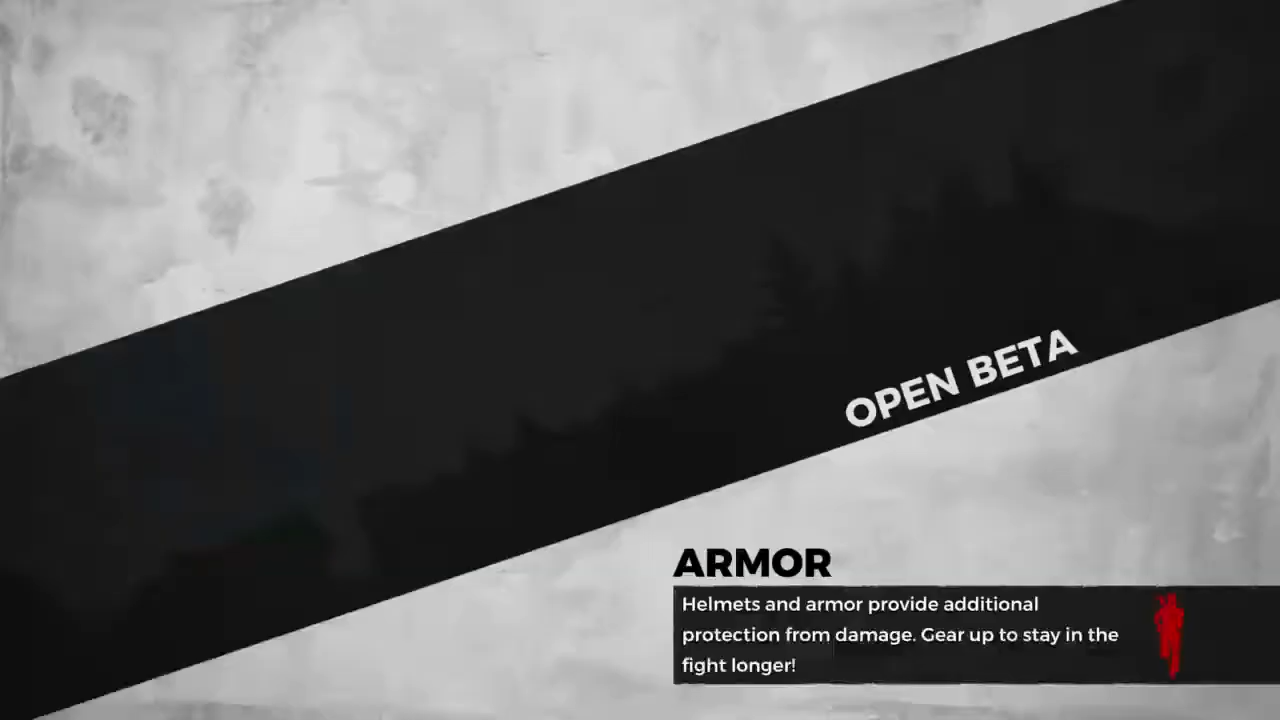 OPEN BETA
ARMOR
Helmets and armor provide additional
protection from damage. Gear up to stay in the
fight longer!